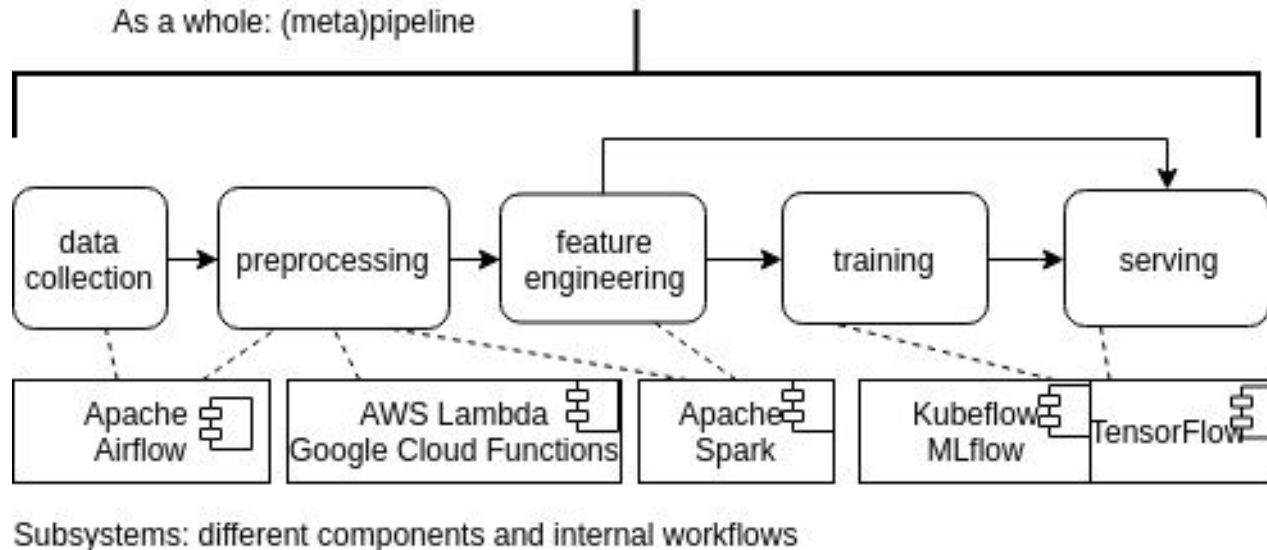 As a whole: (meta)pipeline
data
collection
preprocessing
feature
engineering
training
serving
Apache
Airflow
AWS Lambda
Google Cloud Functions
Apache
Spark
Kubeflow
MLflow
TensorFlow
Subsystems: different components and internal workflows